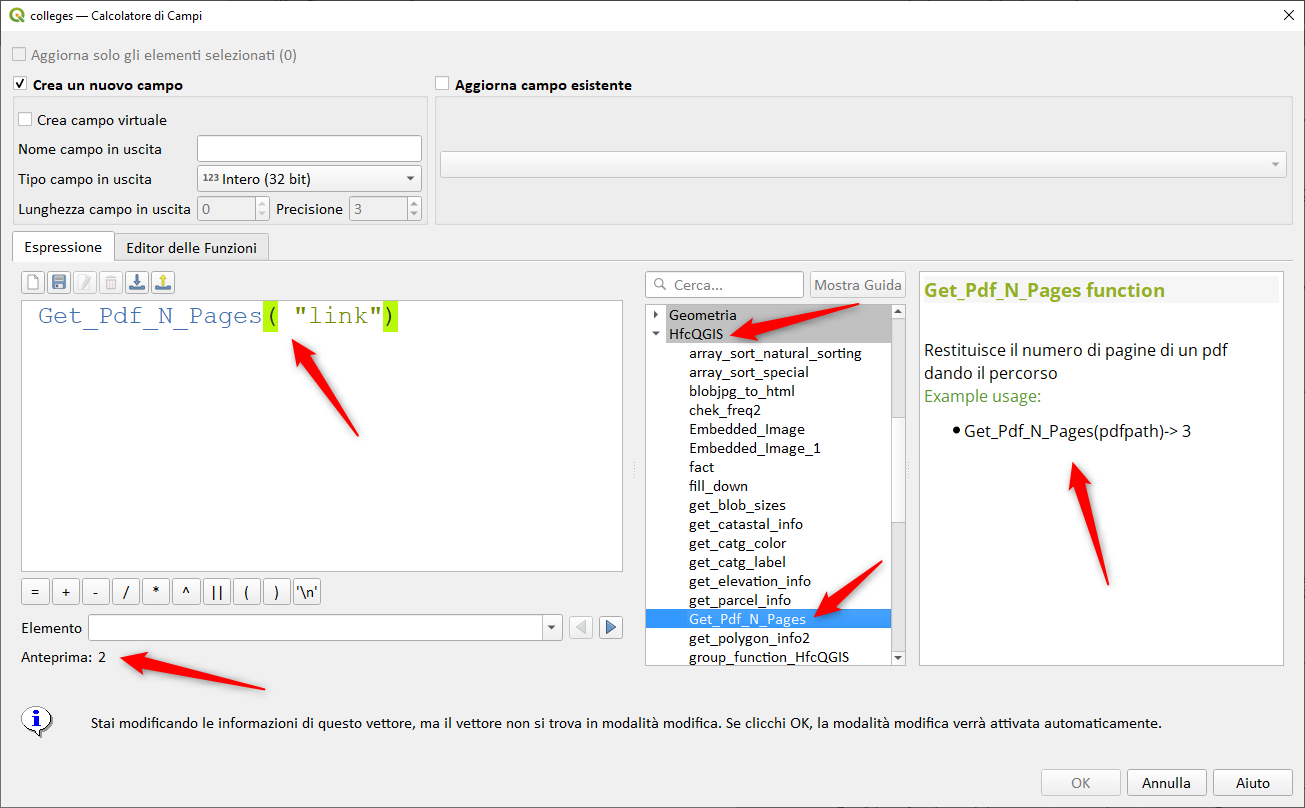 colleges — Calcolatore di Campi
Aggiorna solo gli elementi selezionati (0)
Crea un nuovo campo
Aggiorna campo esistente
Crea campo virtuale
Nome campo in uscita
Tipo campo in uscita 123 Intero (32 bit)
Lunghezza campo in uscita 0 Precisione 3
Espressione Editor delle Funzioni
Cerca... Mostra Guida
Get_Pdf_N_Pages( "link")
= + - / * ^ || ( ) '\n'
Elemento
Anteprima: 2
Geometria
HfcQGIS
array_sort_natural_sorting
array_sort_special
blobjpg_to_html
chek_freq2
Embedded_Image
Embedded_Image_1
fact
fill_down
get_blob_sizes
get_catastal_info
get_catg_color
get_catg_label
get_elevation_info
get_parcel_info
Get_Pdf_N_Pages
get_polygon_info2
group_function_HfcQGIS
Get_Pdf_N_Pages function
Restituisce il numero di pagine di un pdf
dando il percorso
Example usage:
• Get_Pdf_N_Pages(pdfpath)-> 3
Stai modificando le informazioni di questo vettore, ma il vettore non si trova in modalità modifica. Se clicchi OK, la modalità modifica verrà attivata automaticamente.
OK Annulla Aiuto